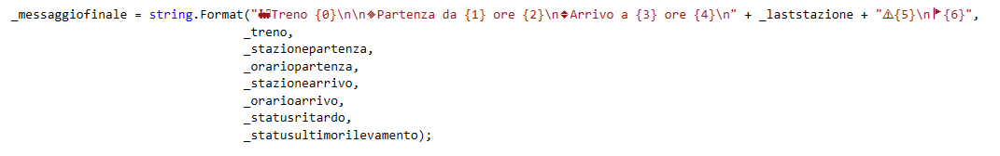 _messaggiofinale = string.Format("🚂Treno {0}\n\n🔸Partenza da {1} ore {2}\n🔹Arrivo a {3} ore {4}\n" + _laststazione + "⚠{5}\n🚩{6}",
_treno,
_stazionepartenza,
_orariopartenza,
_stazionearrivo,
_orarioarrivo,
_statusritardo,
_statusultimorilevamento);